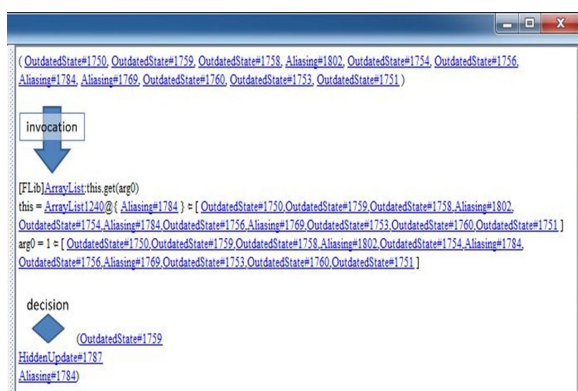 ( OutdatedState#1750, OutdatedState#1759, OutdatedState#1758, Aliasing#1802, OutdatedState#1754, OutdatedState#1756,
Aliasing#1784, Aliasing#1769, OutdatedState#1760, OutdatedState#1753, OutdatedState#1751 )
invocation
[FLib]ArrayList:this.get(arg0)
this = ArrayList1240@{ Aliasing#1784 } = [ OutdatedState#1750,OutdatedState#1759,OutdatedState#1758,Aliasing#1802,
OutdatedState#1754,Aliasing#1784,OutdatedState#1756,Aliasing#1769,OutdatedState#1753,OutdatedState#1760,OutdatedState#1751 ]
arg0 = 1 = [ OutdatedState#1750,OutdatedState#1759,OutdatedState#1758,Aliasing#1802,OutdatedState#1754,Aliasing#1784,
OutdatedState#1756,Aliasing#1769,OutdatedState#1753,OutdatedState#1760,OutdatedState#1751 ]
decision
(OutdatedState#1759
HiddenUpdate#1787
Aliasing#1784)